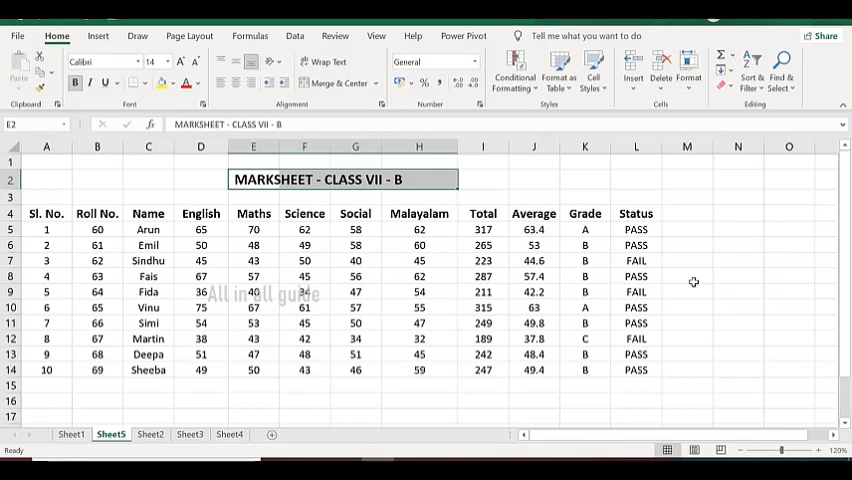 File Home Insert Draw Page Layout Formulas Data Review View Power Pivot Tell me what you want to do Share
Calibri 14 A A Wrap Text General
Paste Conditional Format as Cell Insert Delete Format Sort & Find &
B I U Merge & Center % Formatting Table Styles Filter Select
Clipboard Font Alignment Number Styles Cells Editing
E2 fx MARKSHEET - CLASS VII - B
A B C D E F G H I J K L M N O
1
2 MARKSHEET - CLASS VII - B
3
4 Sl. No. Roll No. Name English Maths Science Social Malayalam Total Average Grade Status
5 1 60 Arun 65 70 62 58 62 317 63.4 A PASS
6 2 61 Emil 50 48 49 58 60 265 53 B PASS
7 3 62 Sindhu 45 43 50 40 45 223 44.6 B FAIL
8 4 63 Fais 67 57 45 56 62 287 57.4 B PASS
9 5 64 Fida 36 40 34 47 54 211 42.2 B FAIL
All in all guide
10 6 65 Vinu 75 67 61 57 55 315 63 A PASS
11 7 66 Simi 54 53 45 50 47 249 49.8 B PASS
12 8 67 Martin 38 43 42 34 32 189 37.8 C FAIL
13 9 68 Deepa 51 47 48 51 45 242 48.4 B PASS
14 10 69 Sheeba 49 50 43 46 59 247 49.4 B PASS
15
16
17
Sheet1 Sheet5 Sheet2 Sheet3 Sheet4
Ready 120%